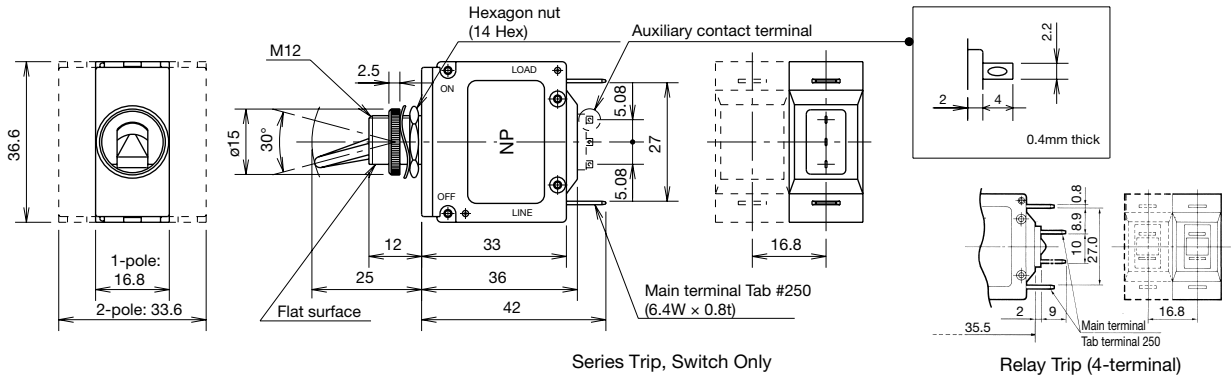 36.6
1-pole:
16.8
2-pole: 33.6
M12
Hexagon nut
(14 Hex)
2.5
ø15
30°
Flat surface
12
25
ON
OFF
LOAD
NP
LINE
33
36
42
Auxiliary contact terminal
5.08
27
5.08
Main terminal Tab #250
(6.4W × 0.8t)
16.8
2.2
2
4
0.4mm thick
0.8
8.9
10
27.0
2
9
35.5
Main terminal
Tab terminal 250
16.8
Series Trip, Switch Only
Relay Trip (4-terminal)